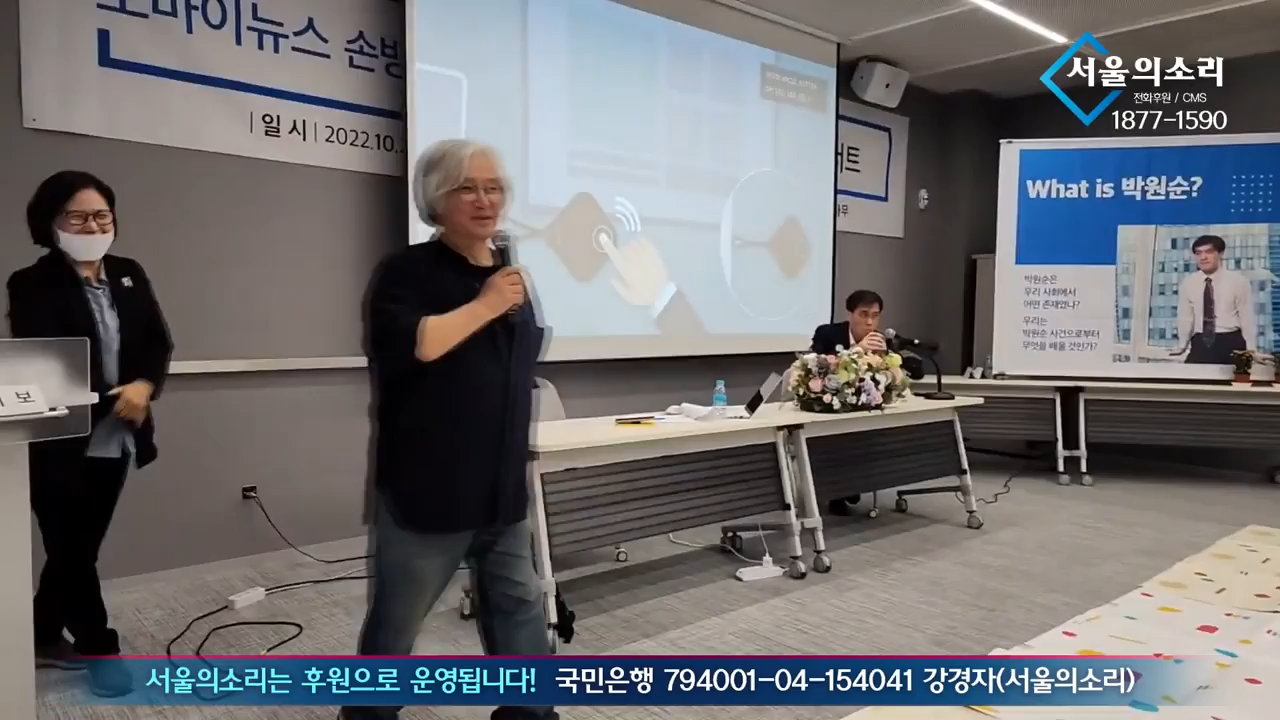 오마이뉴스 손병
| 일 시 | 2022.10.
서울의소리
전화후원 / CMS
1877-1590
What is 박원순?
박원순은
우리 사회에서
어떤 존재였나?
우리는
박원순 사건으로부터
무엇을 배울 것인가?
서울의소리는 후원으로 운영됩니다! 국민은행 794001-04-154041 강경자(서울의소리)